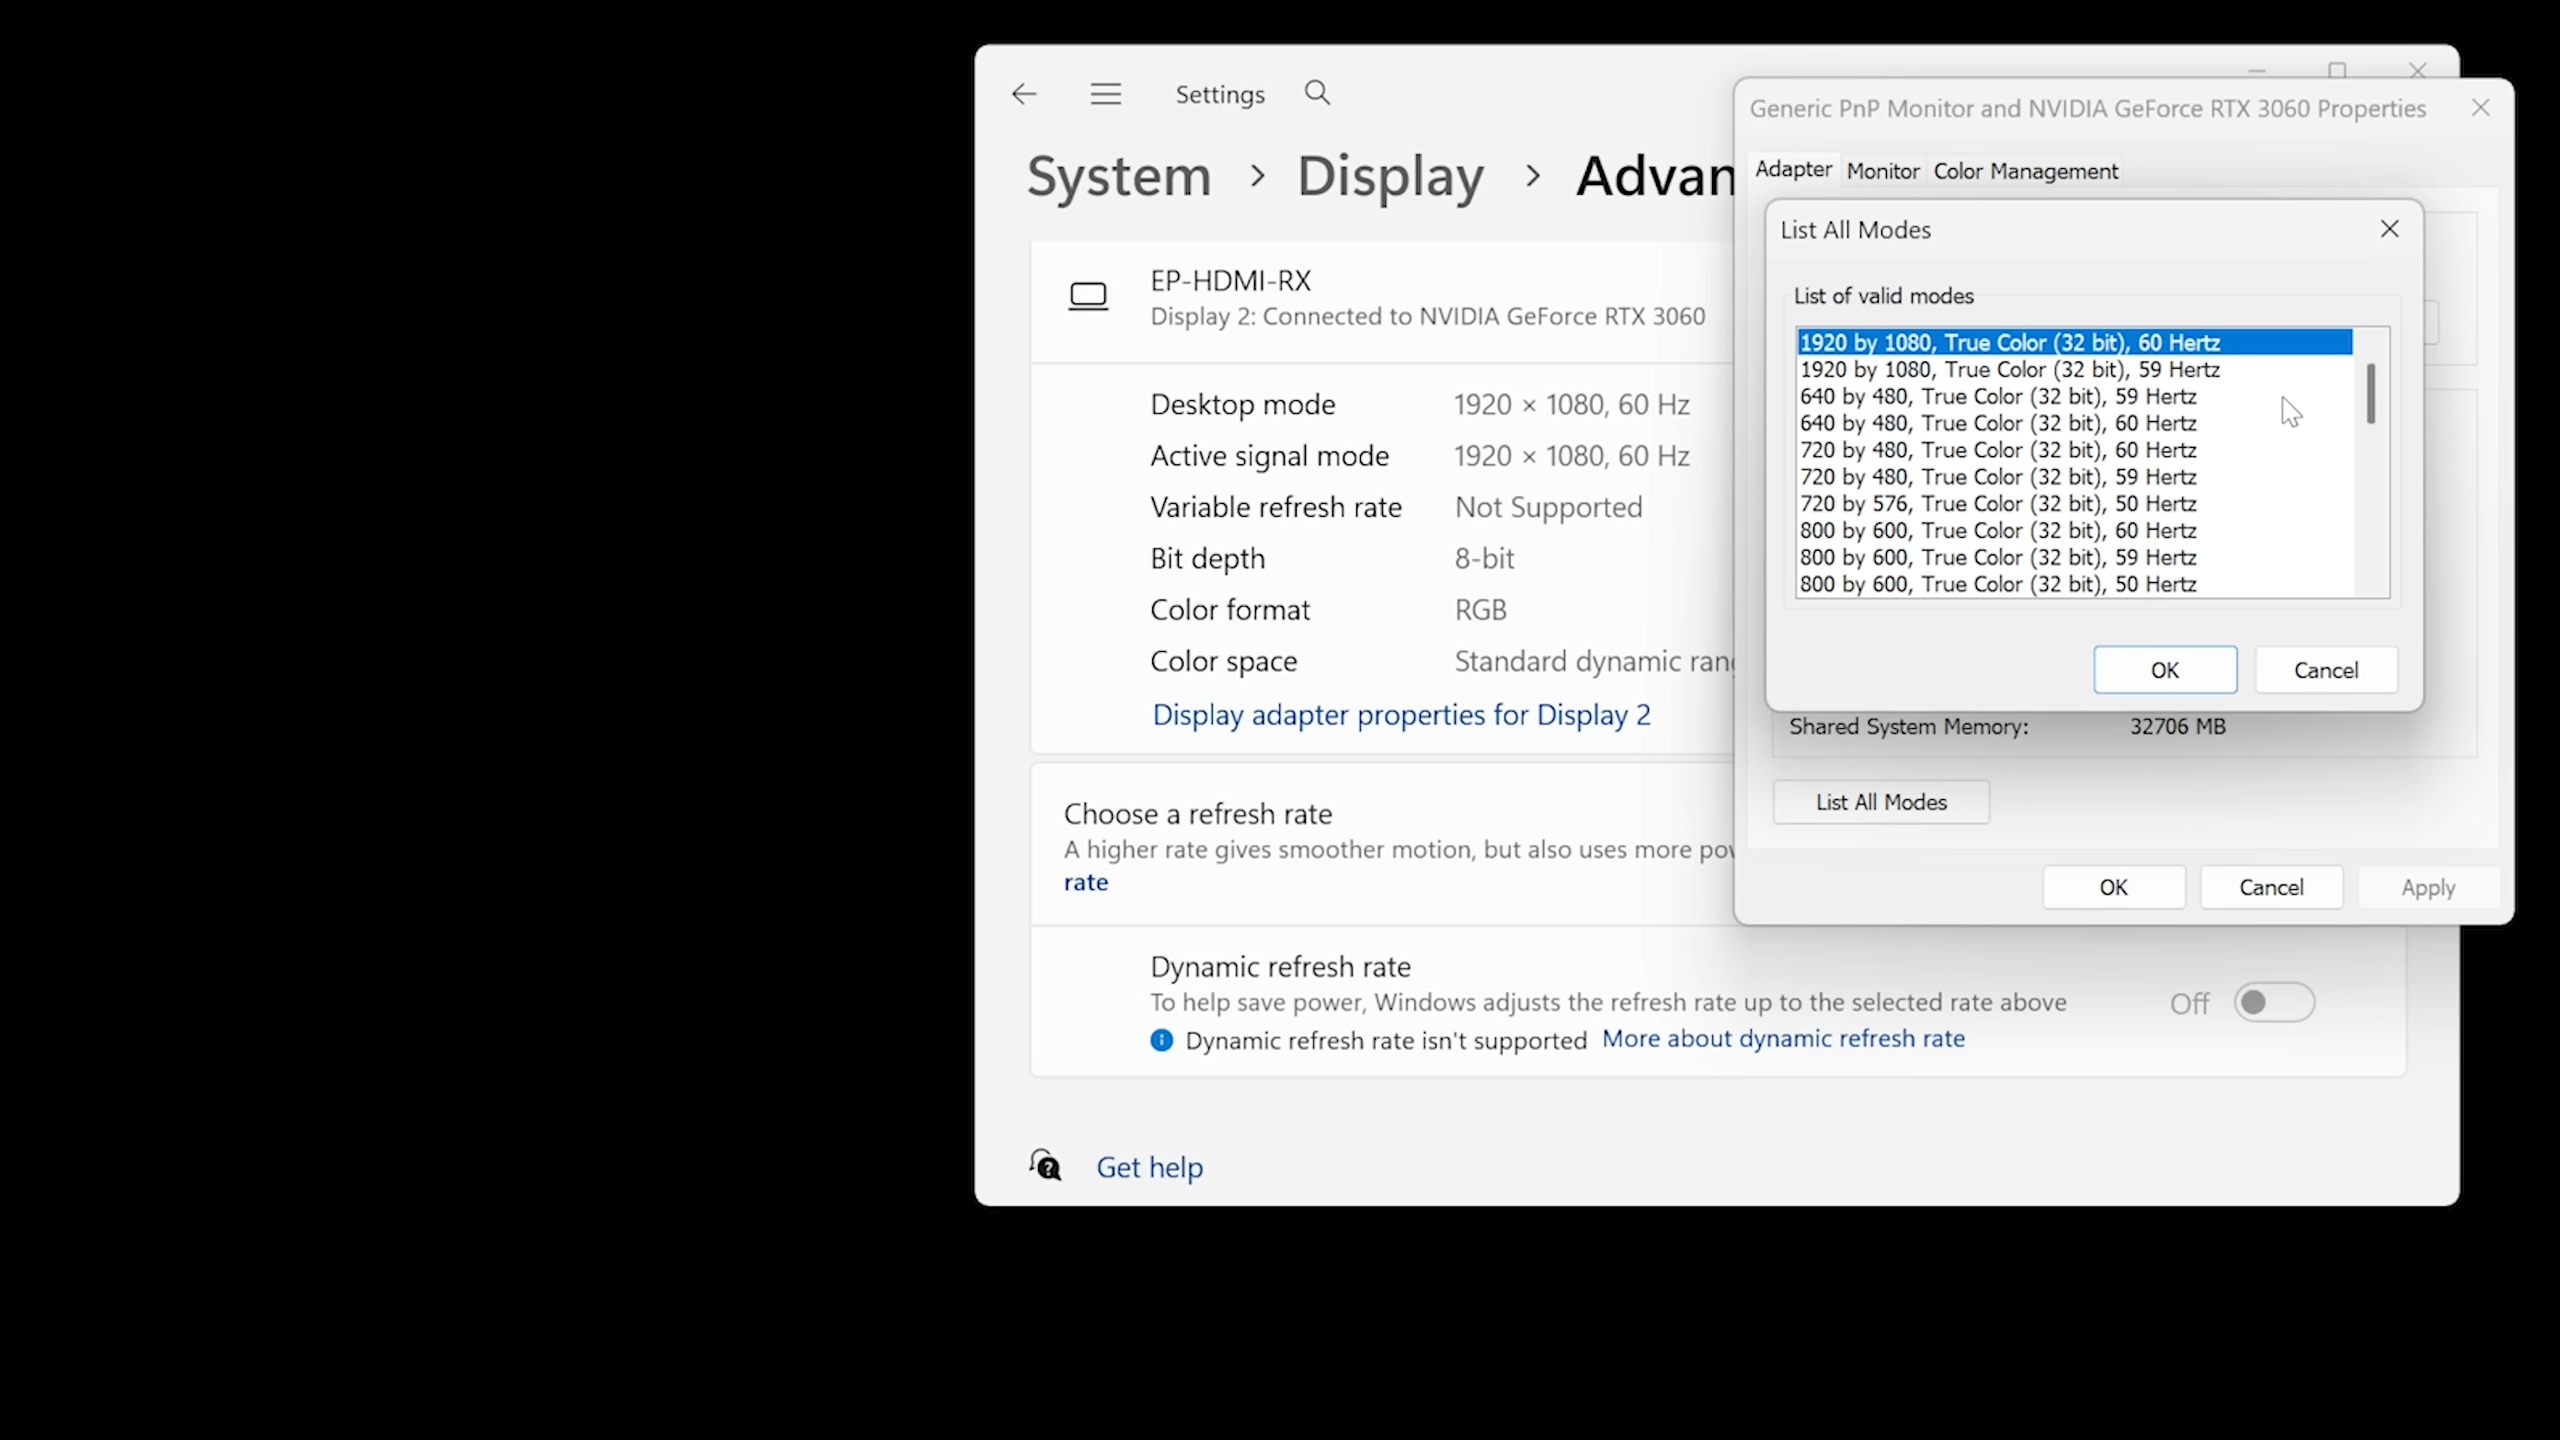 Settings
System > Display > Advan
EP-HDMI-RX
Display 2: Connected to NVIDIA GeForce RTX 3060
Desktop mode 1920 × 1080, 60 Hz
Active signal mode 1920 × 1080, 60 Hz
Variable refresh rate Not Supported
Bit depth 8-bit
Color format RGB
Color space Standard dynamic rang
Display adapter properties for Display 2
Choose a refresh rate
A higher rate gives smoother motion, but also uses more pow
rate
Dynamic refresh rate
To help save power, Windows adjusts the refresh rate up to the selected rate above
Off
Dynamic refresh rate isn't supported More about dynamic refresh rate
Get help
Generic PnP Monitor and NVIDIA GeForce RTX 3060 Properties
Adapter Monitor Color Management
List All Modes
List of valid modes
1920 by 1080, True Color (32 bit), 60 Hertz
1920 by 1080, True Color (32 bit), 59 Hertz
640 by 480, True Color (32 bit), 59 Hertz
640 by 480, True Color (32 bit), 60 Hertz
720 by 480, True Color (32 bit), 60 Hertz
720 by 480, True Color (32 bit), 59 Hertz
720 by 576, True Color (32 bit), 50 Hertz
800 by 600, True Color (32 bit), 60 Hertz
800 by 600, True Color (32 bit), 59 Hertz
800 by 600, True Color (32 bit), 50 Hertz
OK Cancel
Shared System Memory: 32706 MB
List All Modes
OK Cancel Apply